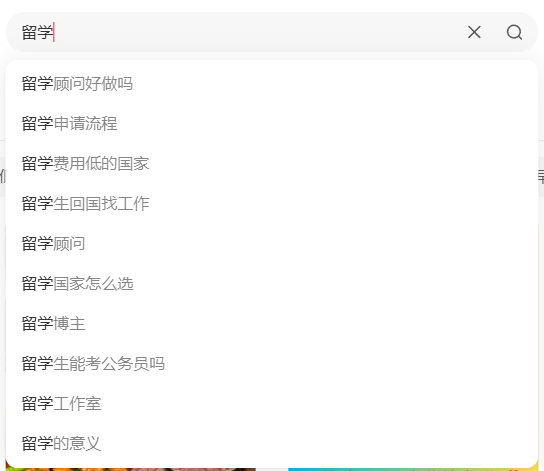 留学
留学顾问好做吗
留学申请流程
留学费用低的国家
留学生回国找工作
留学顾问
留学国家怎么选
留学博主
留学生能考公务员吗
留学工作室
留学的意义